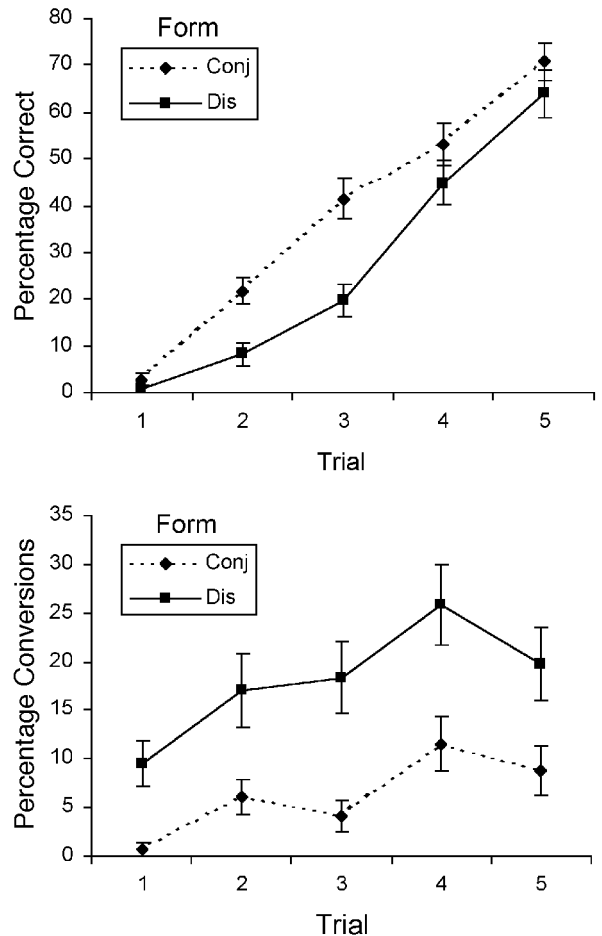 80
70
60
50
40
30
20
10
0
Percentage Correct
Form
Conj
Dis
1 2 3 4 5
Trial
35
30
25
20
15
10
5
0
Percentage Conversions
Form
Conj
Dis
1 2 3 4 5
Trial